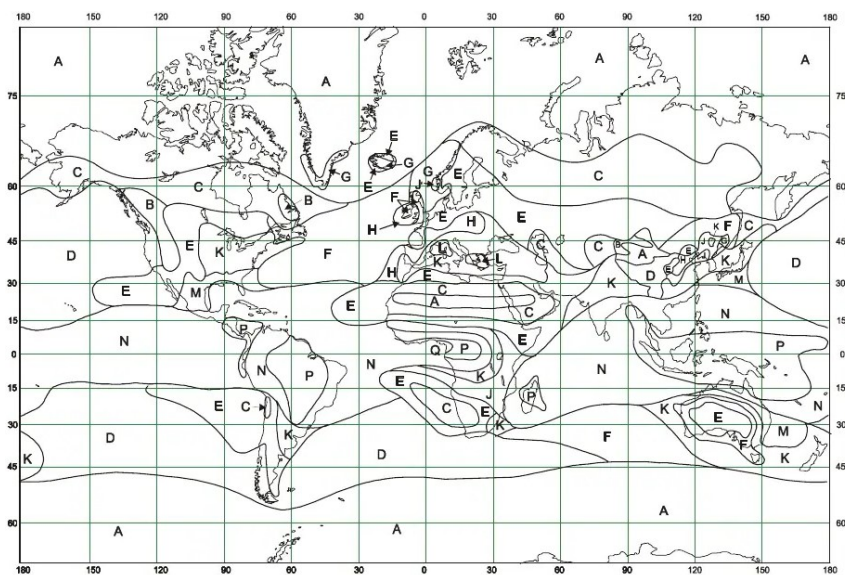 180 150 120 90 60 30 0 30 60 90 120 150 180
A A A
A
75 75
E
G G
C C G E C
J
60 E 60
B B F C
H E H E K F C
45 E K F L C C B A E 45
D K L D K D
H E K M
30 E M C 30
E A C
15 N 15
P E
N Q P P
0 N N N 0
P K
15 E J P 15
E C C E K E N
30 K K F M 30
D D F
45 K K 45
60 A A A 60
180 150 120 90 60 30 0 30 60 90 120 150 180